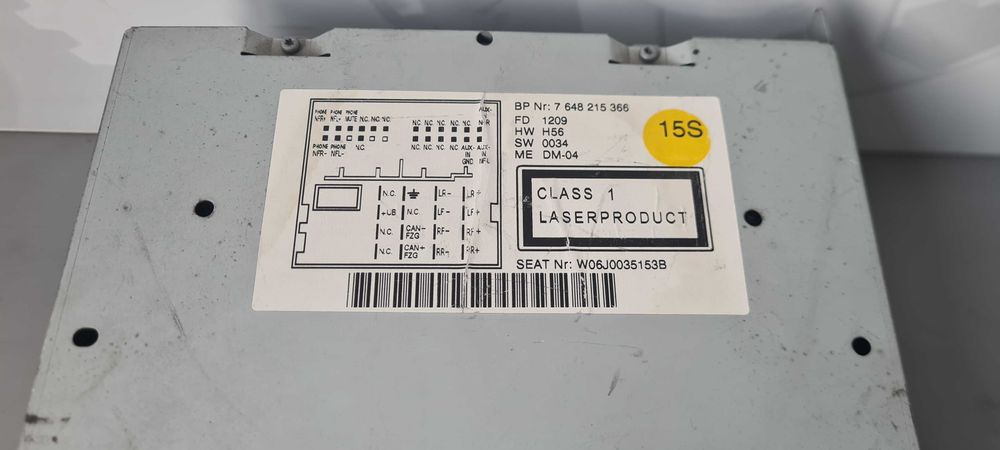 PHONE PHONE PHONE AUX-
NFR+ NFL- MUTE N.C. N.C. N.C. N.C. N.C. N.C. N.C. IN
PHONE PHONE N.C. N.C. N.C. N.C. N.C. AUX- AUX-
NFR- NFL- IN IN
GND NF-L
N.C. LR- LR+
+UB N.C. LF- LF+
N.C. CAN- RF- RF+
FZG
N.C. CAN+ RR- RR+
FZG
BP Nr: 7 648 215 366
FD 1209
HW H56
SW 0034
ME DM-04
15S
CLASS 1
LASERPRODUCT
SEAT Nr: W06J0035153B